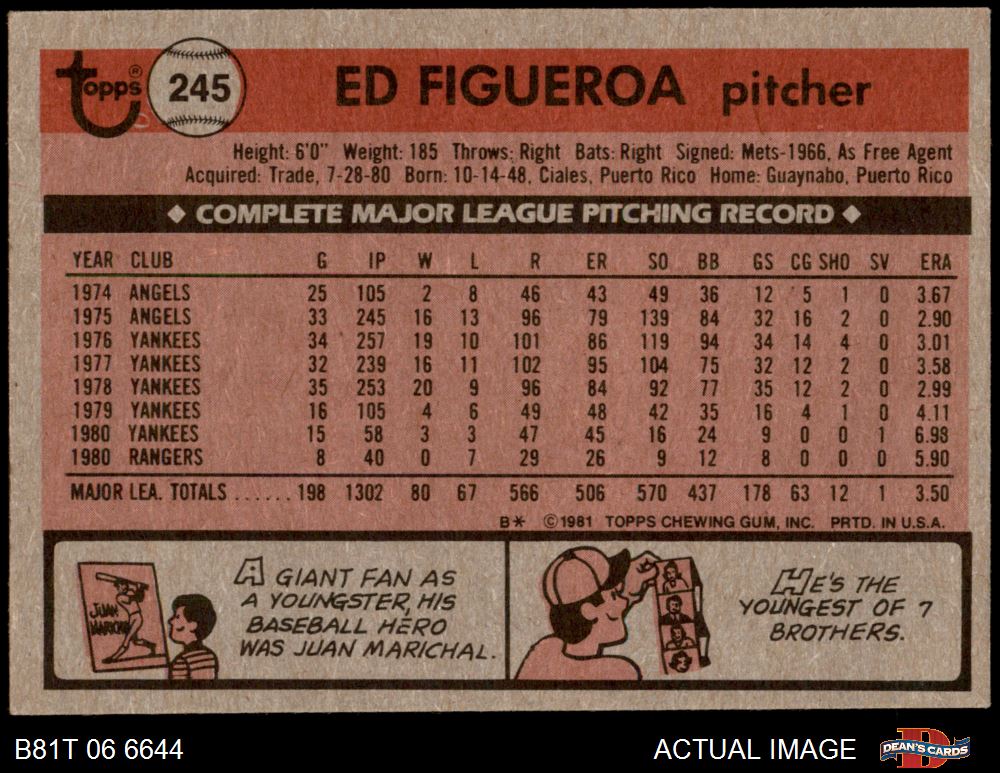 Topps® 245 ED FIGUEROA pitcher
Height: 6'0" Weight: 185 Throws: Right Bats: Right Signed: Mets-1966, As Free Agent
Acquired: Trade, 7-28-80 Born: 10-14-48, Ciales, Puerto Rico Home: Guaynabo, Puerto Rico
◆ COMPLETE MAJOR LEAGUE PITCHING RECORD ◆
YEAR CLUB G IP W L R ER SO BB GS CG SHO SV ERA
1974 ANGELS 25 105 2 8 46 43 49 36 12 5 1 0 3.67
1975 ANGELS 33 245 16 13 96 79 139 84 32 16 2 0 2.90
1976 YANKEES 34 257 19 10 101 86 119 94 34 14 4 0 3.01
1977 YANKEES 32 239 16 11 102 95 104 75 32 12 2 0 3.58
1978 YANKEES 35 253 20 9 96 84 92 77 35 12 2 0 2.99
1979 YANKEES 16 105 4 6 49 48 42 35 16 4 1 0 4.11
1980 YANKEES 15 58 3 3 47 45 16 24 9 0 0 1 6.98
1980 RANGERS 8 40 0 7 29 26 9 12 8 0 0 0 5.90
MAJOR LEA. TOTALS ...... 198 1302 80 67 566 506 570 437 178 63 12 1 3.50
B* ©1981 TOPPS CHEWING GUM, INC. PRTD. IN U.S.A.
JUAN
MARICHAL
A GIANT FAN AS
A YOUNGSTER, HIS
BASEBALL HERO
WAS JUAN MARICHAL.
HE'S THE
YOUNGEST OF 7
BROTHERS.
B81T 06 6644 ACTUAL IMAGE DEAN'S CARDS